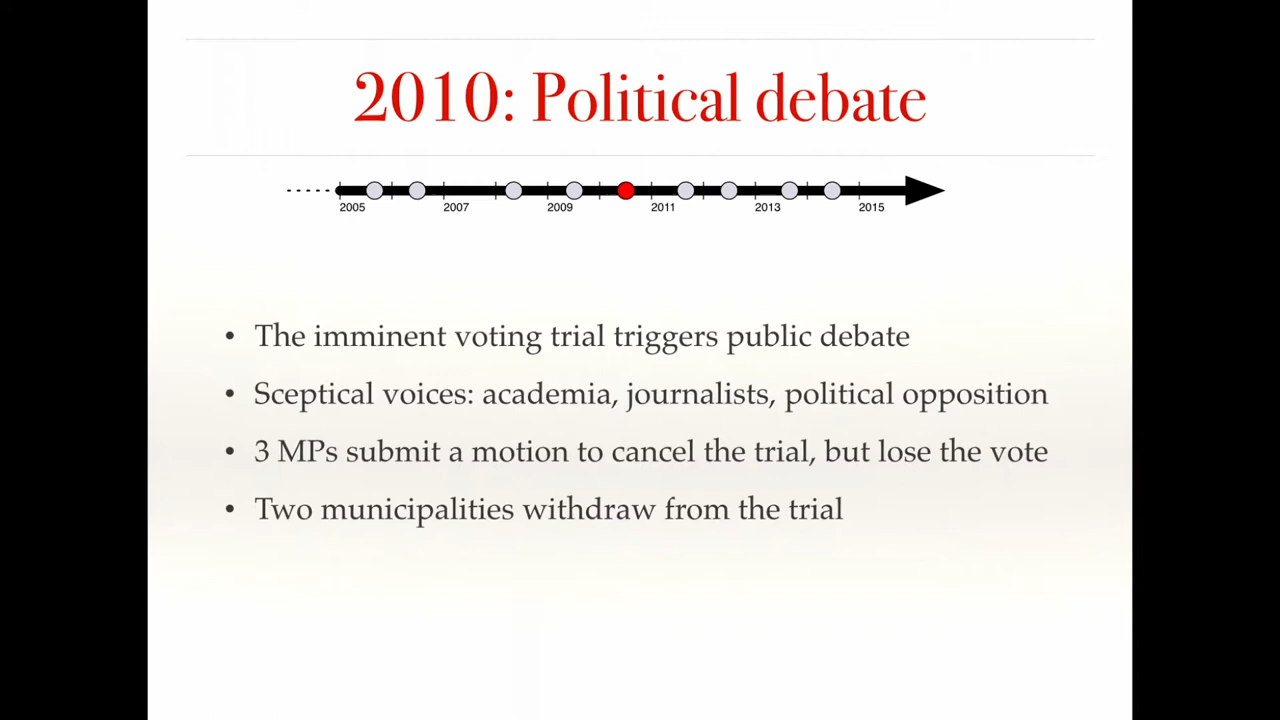 2010: Political debate
2005 2007 2009 2011 2013 2015
• The imminent voting trial triggers public debate
• Sceptical voices: academia, journalists, political opposition
• 3 MPs submit a motion to cancel the trial, but lose the vote
• Two municipalities withdraw from the trial